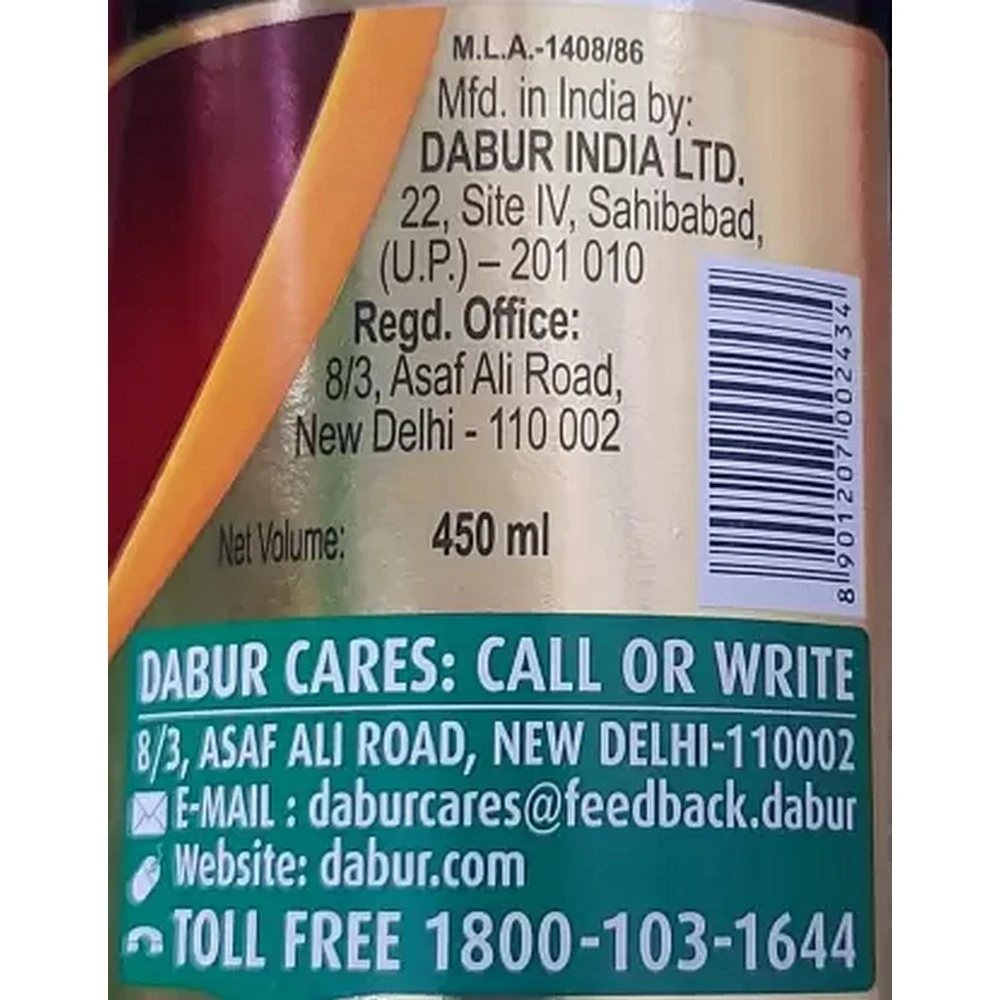 M.L.A.-1408/86
Mfd. in India by:
DABUR INDIA LTD.
22, Site IV, Sahibabad,
(U.P.) – 201 010
Regd. Office:
8/3, Asaf Ali Road,
New Delhi - 110 002
Net Volume: 450 ml
8 901207 002434
DABUR CARES: CALL OR WRITE
8/3, ASAF ALI ROAD, NEW DELHI-110002
E-MAIL : daburcares@feedback.dabur
Website: dabur.com
TOLL FREE 1800-103-1644